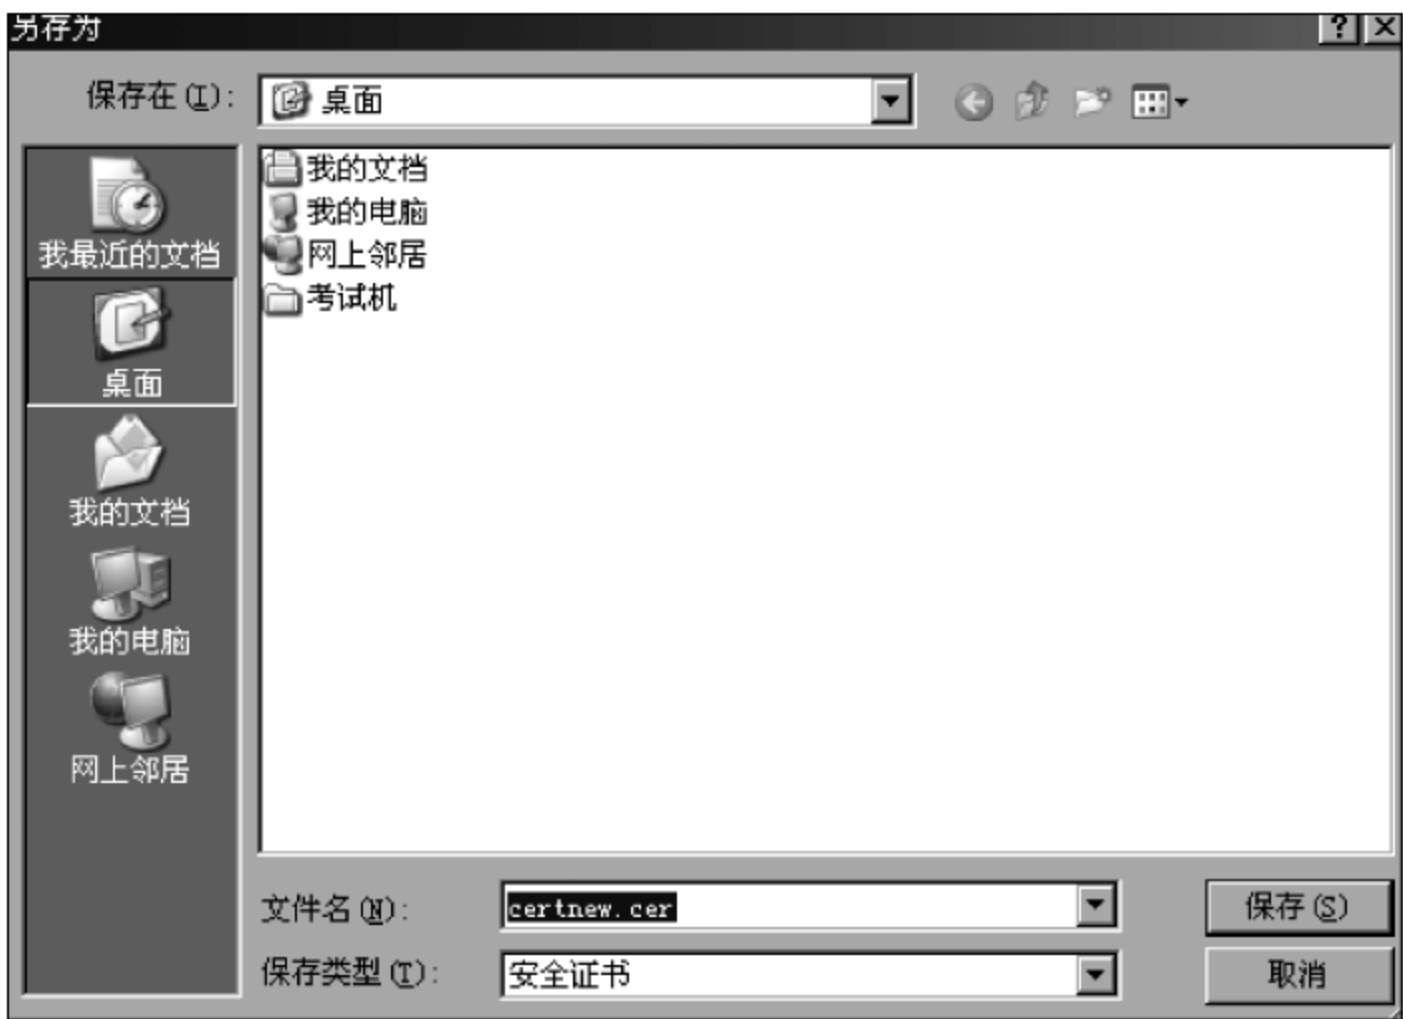 另存为
保存在(I):
桌面
我最近的文档
桌面
我的文档
我的电脑
网上邻居
我的文档
我的电脑
网上邻居
考试机
文件名(N):
certnew.cer
保存(S)
保存类型(T):
安全证书
取消